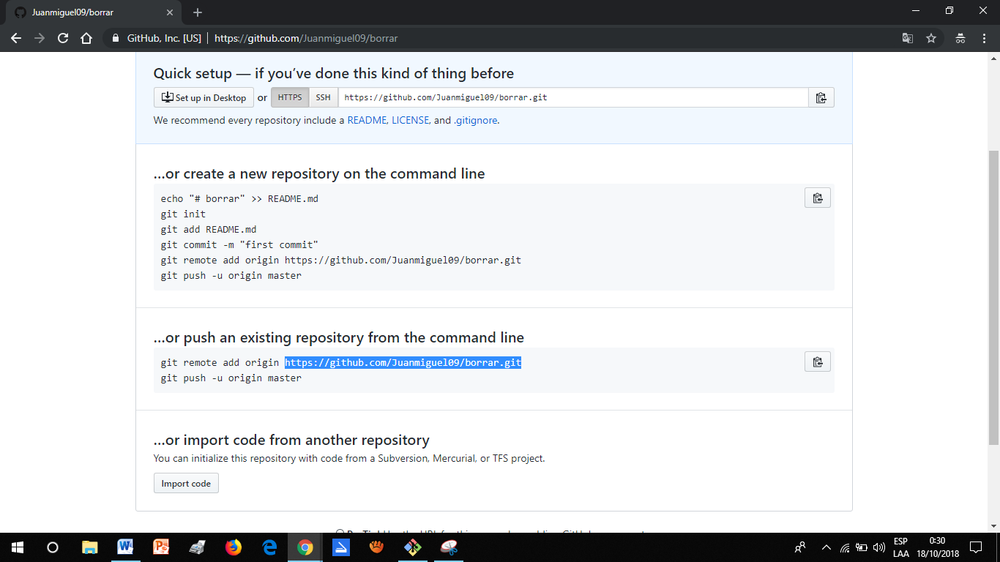 Juanmiguel09/borrar
GitHub, Inc. [US] | https://github.com/Juanmiguel09/borrar
Quick setup — if you’ve done this kind of thing before
Set up in Desktop or HTTPS SSH https://github.com/Juanmiguel09/borrar.git
We recommend every repository include a README, LICENSE, and .gitignore.
…or create a new repository on the command line
echo "# borrar" >> README.md
git init
git add README.md
git commit -m "first commit"
git remote add origin https://github.com/Juanmiguel09/borrar.git
git push -u origin master
…or push an existing repository from the command line
git remote add origin https://github.com/Juanmiguel09/borrar.git
git push -u origin master
…or import code from another repository
You can initialize this repository with code from a Subversion, Mercurial, or TFS project.
Import code
ESP
LAA
0:30
18/10/2018